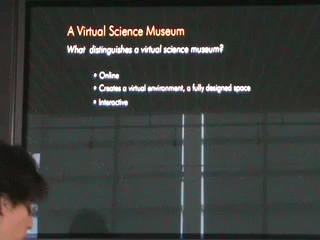 A Virtual Science Museum
What distinguishes a virtual science museum?
• Online
• Creates a virtual environment, a fully designed space
• Interactive